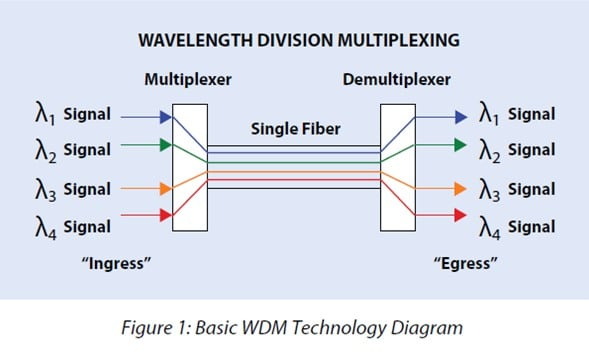 WAVELENGTH DIVISION MULTIPLEXING
Multiplexer Demultiplexer
Single Fiber
λ1 Signal λ1 Signal
λ2 Signal λ2 Signal
λ3 Signal λ3 Signal
λ4 Signal λ4 Signal
“Ingress” “Egress”
Figure 1: Basic WDM Technology Diagram